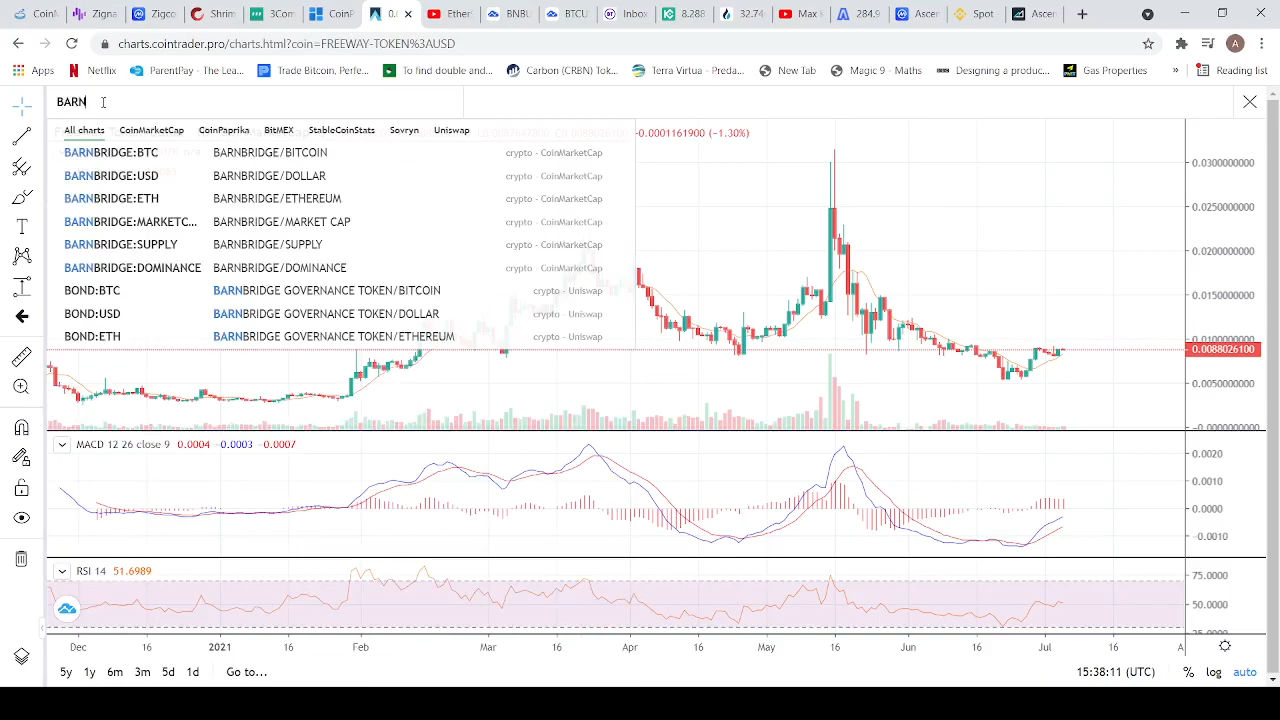 CoinM Zigna Zigco Shrim 3Com CoinF 0.0 Ether BNBL BTCU Inbox 8.288 32.74 Max 284.9 Ascer Spot Ascer
charts.cointrader.pro/charts.html?coin=FREEWAY-TOKEN%3AUSD A
Apps Netflix ParentPay - The Lea... Trade Bitcoin, Perfe... To find double and... Carbon (CRBN) Tok... Terra Virtua - Preda... New Tab Magic 9 - Maths Designing a produc... Gas Properties » Reading list
BARN
All charts CoinMarketCap CoinPaprika BitMEX StableCoinStats Sovryn Uniswap
-0.0001161900 (−1.30%)
BARNBRIDGE:BTC BARNBRIDGE/BITCOIN crypto - CoinMarketCap
BARNBRIDGE:USD BARNBRIDGE/DOLLAR crypto - CoinMarketCap
BARNBRIDGE:ETH BARNBRIDGE/ETHEREUM crypto - CoinMarketCap
BARNBRIDGE:MARKETC... BARNBRIDGE/MARKET CAP crypto - CoinMarketCap
BARNBRIDGE:SUPPLY BARNBRIDGE/SUPPLY crypto - CoinMarketCap
BARNBRIDGE:DOMINANCE BARNBRIDGE/DOMINANCE crypto - CoinMarketCap
BOND:BTC BARNBRIDGE GOVERNANCE TOKEN/BITCOIN crypto - Uniswap
BOND:USD BARNBRIDGE GOVERNANCE TOKEN/DOLLAR crypto - Uniswap
BOND:ETH BARNBRIDGE GOVERNANCE TOKEN/ETHEREUM crypto - Uniswap
0.0300000000
0.0250000000
0.0200000000
0.0150000000
0.0100000000
0.0088026100
0.0050000000
−0.0000000000
MACD 12 26 close 9 0.0004 −0.0003 −0.0007
0.0020
0.0010
0.0000
−0.0010
RSI 14 51.6989
75.0000
50.0000
25.0000
Dec 16 2021 16 Feb Mar 16 Apr 16 May 16 Jun 16 Jul 16 A
5y 1y 6m 3m 5d 1d Go to... 15:38:11 (UTC) % log auto